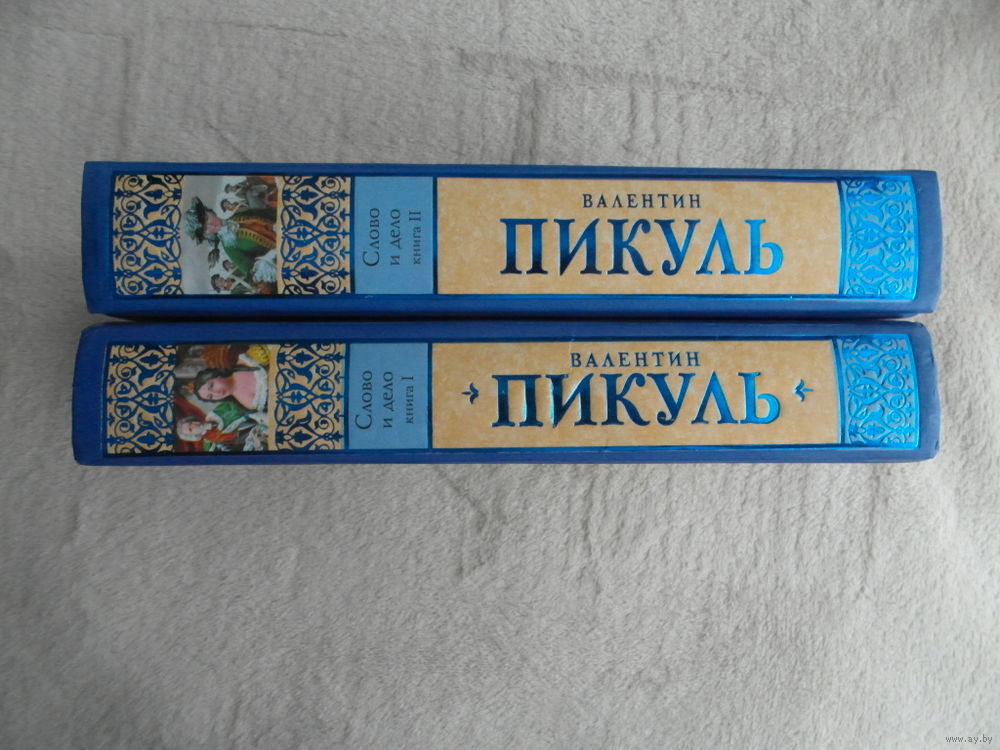 Слово
и дело
книга II
ВАЛЕНТИН
ПИКУЛЬ
Слово
и дело
книга I
ВАЛЕНТИН
ПИКУЛЬ
www.ay.by